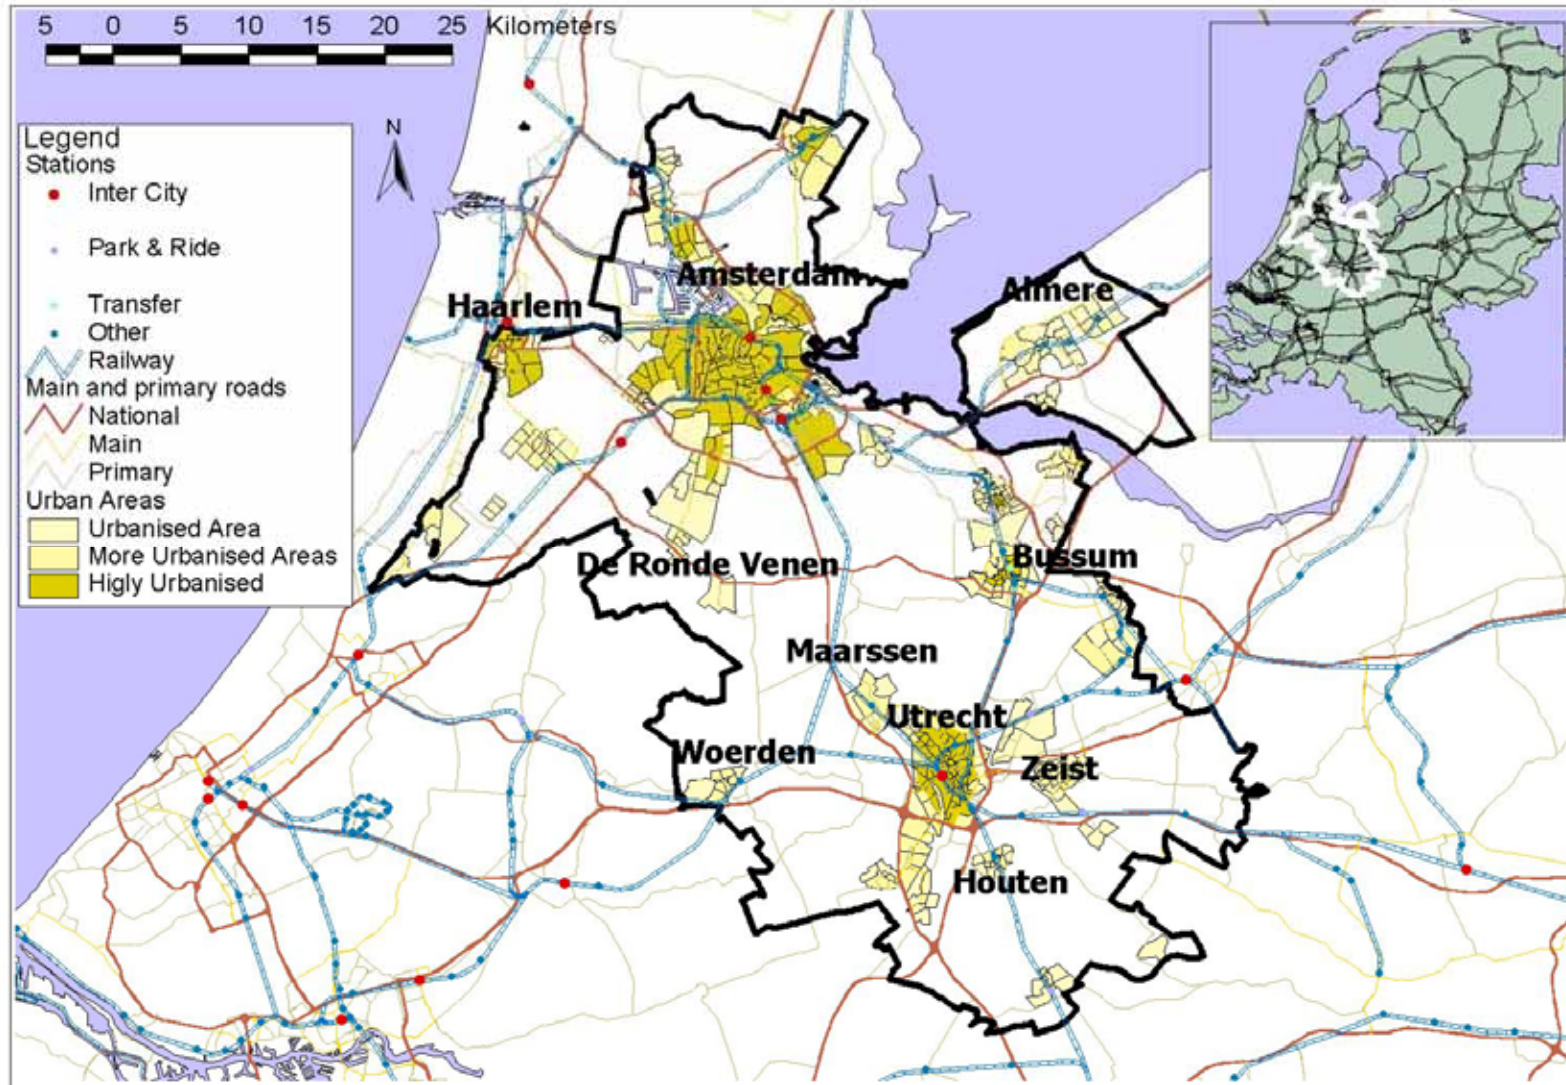 5 0 5 10 15 20 25 Kilometers
N
Legend
Stations
Inter City
Park & Ride
Transfer
Other
Railway
Main and primary roads
National
Main
Primary
Urban Areas
Urbanised Area
More Urbanised Areas
Higly Urbanised
Amsterdam
Almere
Haarlem
De Ronde Venen
Bussum
Maarssen
Utrecht
Woerden
Zeist
Houten